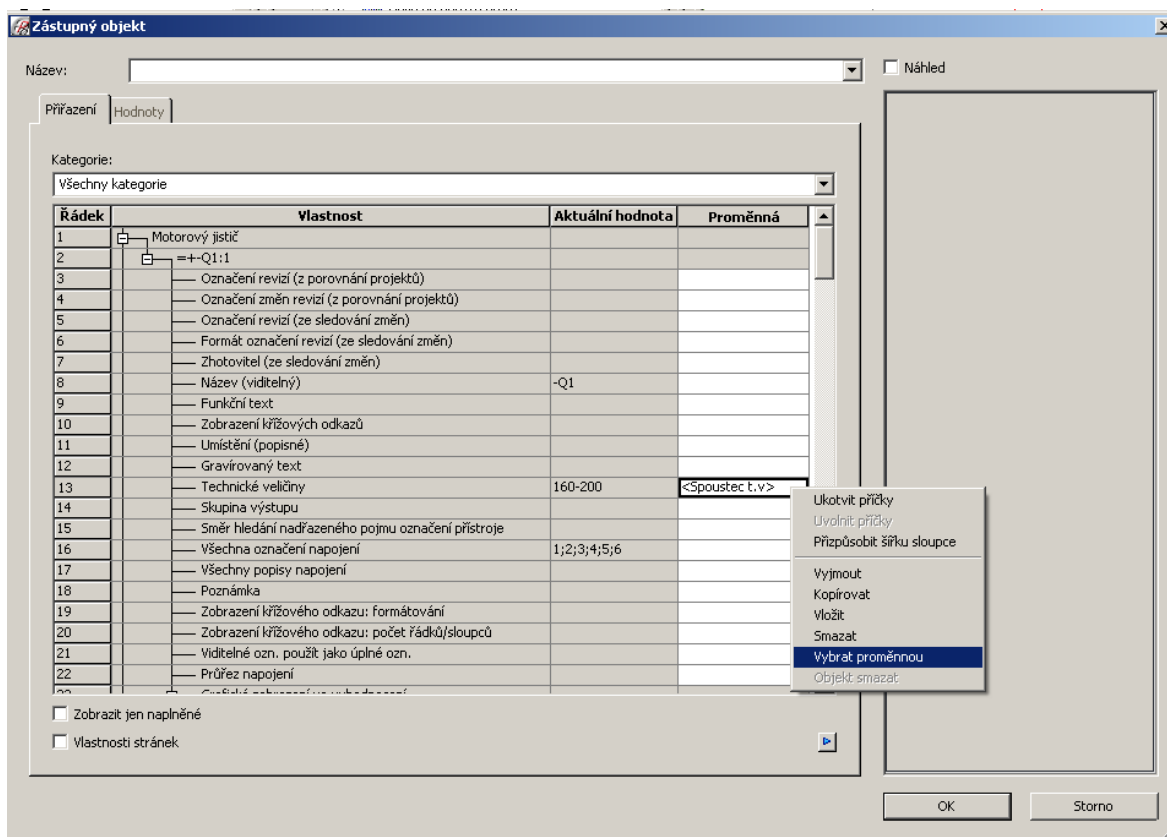 Zástupný objekt
Název:
Náhled
Přiřazení Hodnoty
Kategorie:
Všechny kategorie
Řádek Vlastnost Aktuální hodnota Proměnná
1 Motorový jistič
2 =+-Q1:1
3 Označení revizí (z porovnání projektů)
4 Označení změn revizí (z porovnání projektů)
5 Označení revizí (ze sledování změn)
6 Formát označení revizí (ze sledování změn)
7 Zhotovitel (ze sledování změn)
8 Název (viditelný) -Q1
9 Funkční text
10 Zobrazení křížových odkazů
11 Umístění (popisné)
12 Gravírovaný text
13 Technické veličiny 160-200 <Spoustec t.v>
14 Skupina výstupu
15 Směr hledání nadřazeného pojmu označení přístroje
16 Všechna označení napojení 1;2;3;4;5;6
17 Všechny popisy napojení
18 Poznámka
19 Zobrazení křížového odkazu: formátování
20 Zobrazení křížového odkazu: počet řádků/sloupců
21 Viditelné ozn. použít jako úplné ozn.
22 Průřez napojení
Ukotvit příčky
Uvolnit příčky
Přizpůsobit šířku sloupce
Vyjmout
Kopírovat
Vložit
Smazat
Vybrat proměnnou
Objekt smazat
Zobrazit jen naplněné
Vlastnosti stránek
OK Storno